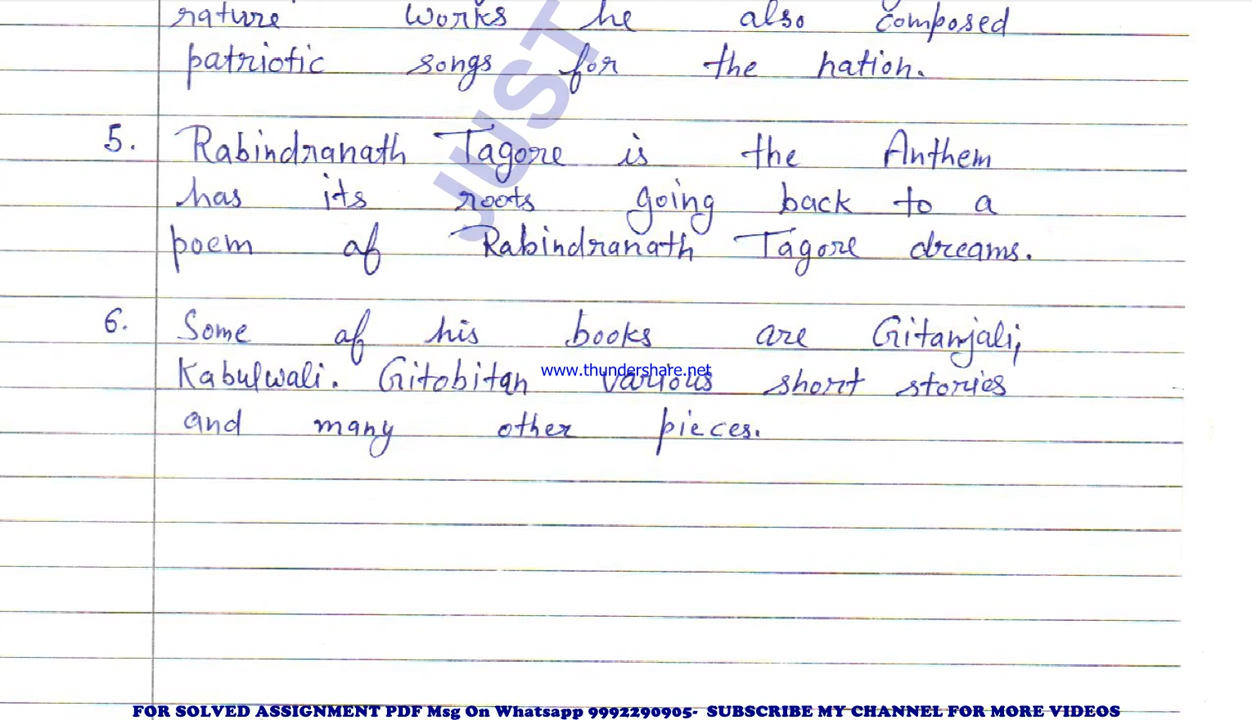 rature works he also composed
patriotic songs for the nation.
5. Rabindranath Tagore is the Anthem
has its roots going back to a
poem of Rabindranath Tagore dreams.
6. Some of his books are Gitanjali,
Kabulwali. Gitobitan various short stories
www.thundershare.net
and many other pieces.
JUST
FOR SOLVED ASSIGNMENT PDF Msg On Whatsapp 9992290905- SUBSCRIBE MY CHANNEL FOR MORE VIDEOS